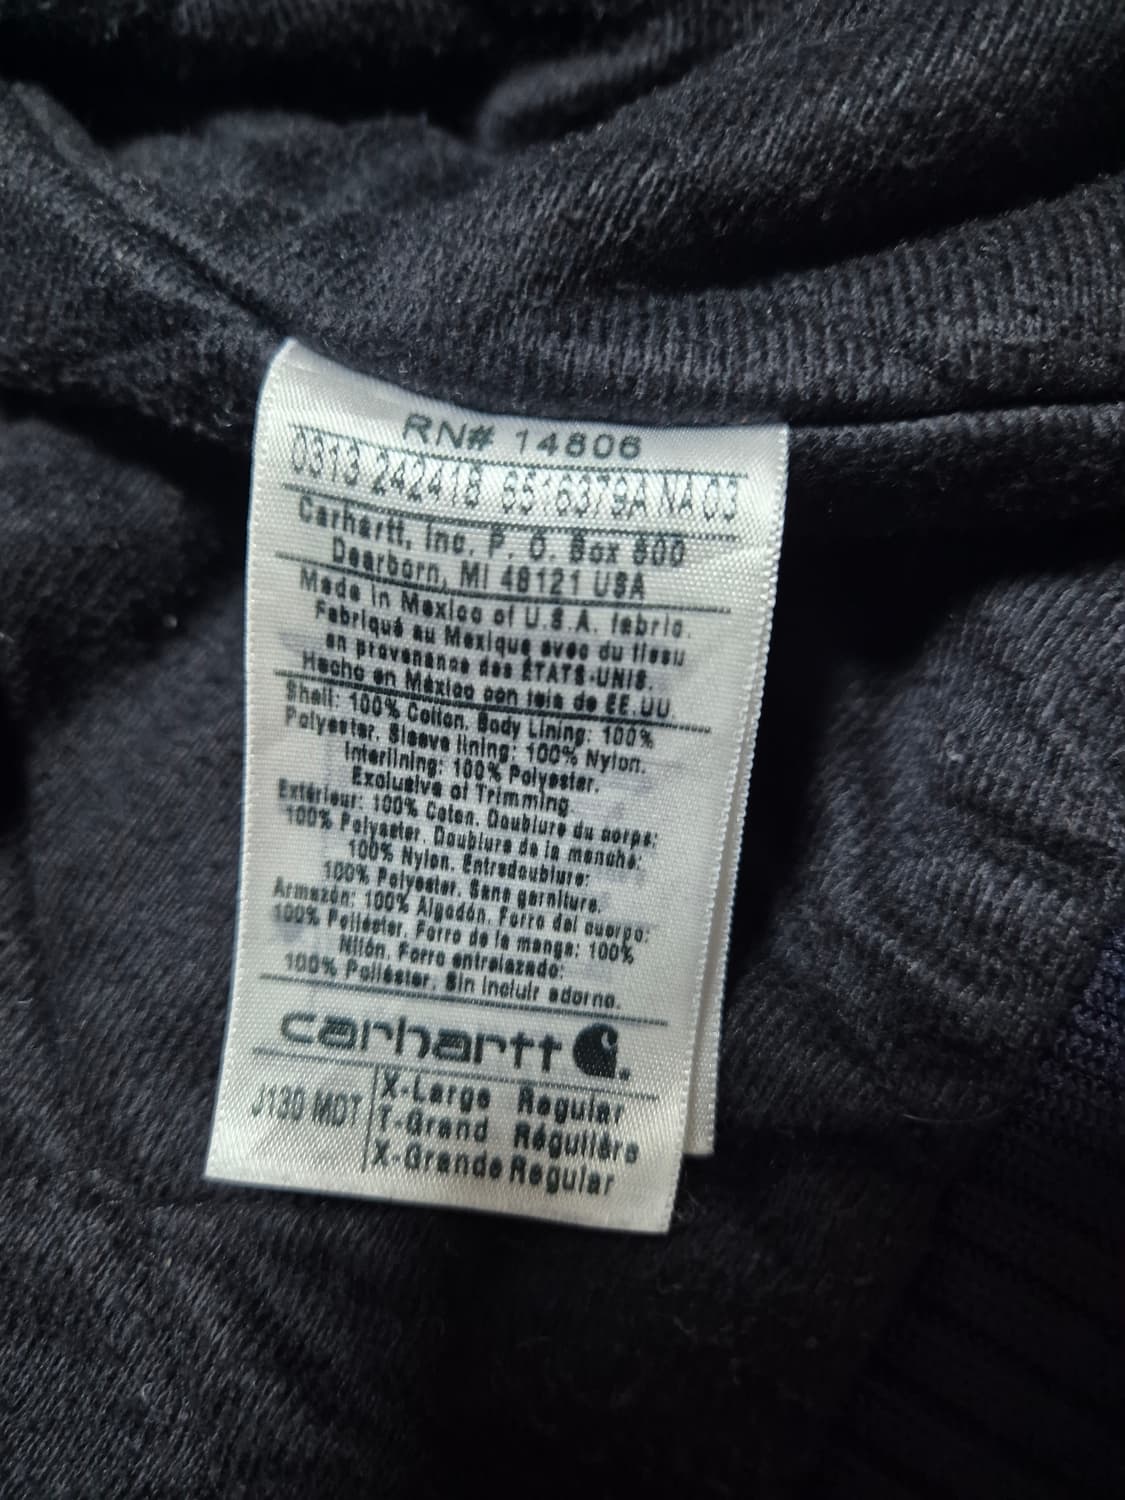 RN# 14806
0313 242418 6516379A NA 03
Carhartt, Inc. P. O. Box 600
Dearborn, MI 48121 USA
Made in Mexico of U.S.A. fabric.
Fabriqué au Mexique avec du tissu
en provenance des ÉTATS-UNIS.
Hecho en México con tela de EE.UU.
Shell: 100% Cotton. Body Lining: 100%
Polyester. Sleeve lining: 100% Nylon.
Interlining: 100% Polyester.
Exclusive of Trimming.
Extérieur: 100% Coton. Doublure du corps:
100% Polyester. Doublure de la manche:
100% Nylon. Entredoublure:
100% Polyester. Sans garniture.
Armazón: 100% Algodón. Forro del cuerpo:
100% Poliéster. Forro de la manga: 100%
Nilón. Forro entrelazado:
100% Poliéster. Sin incluir adorno.
carhartt
J130 MDT
X-Large Regular
T-Grand Régulière
X-Grande Regular